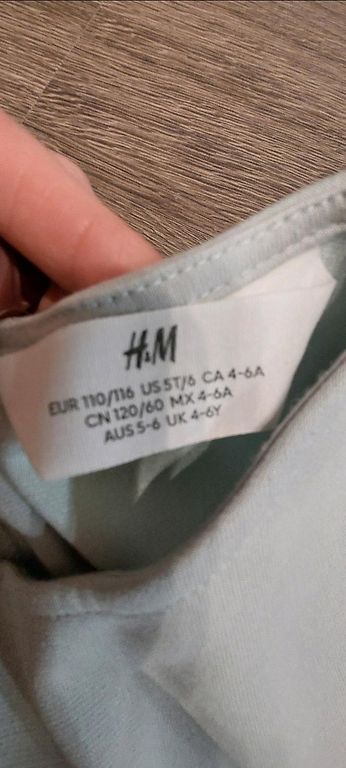 H&M
EUR 110/116 US 5T/6 CA 4-6A
CN 120/60 MX 4-6A
AUS 5-6 UK 4-6Y